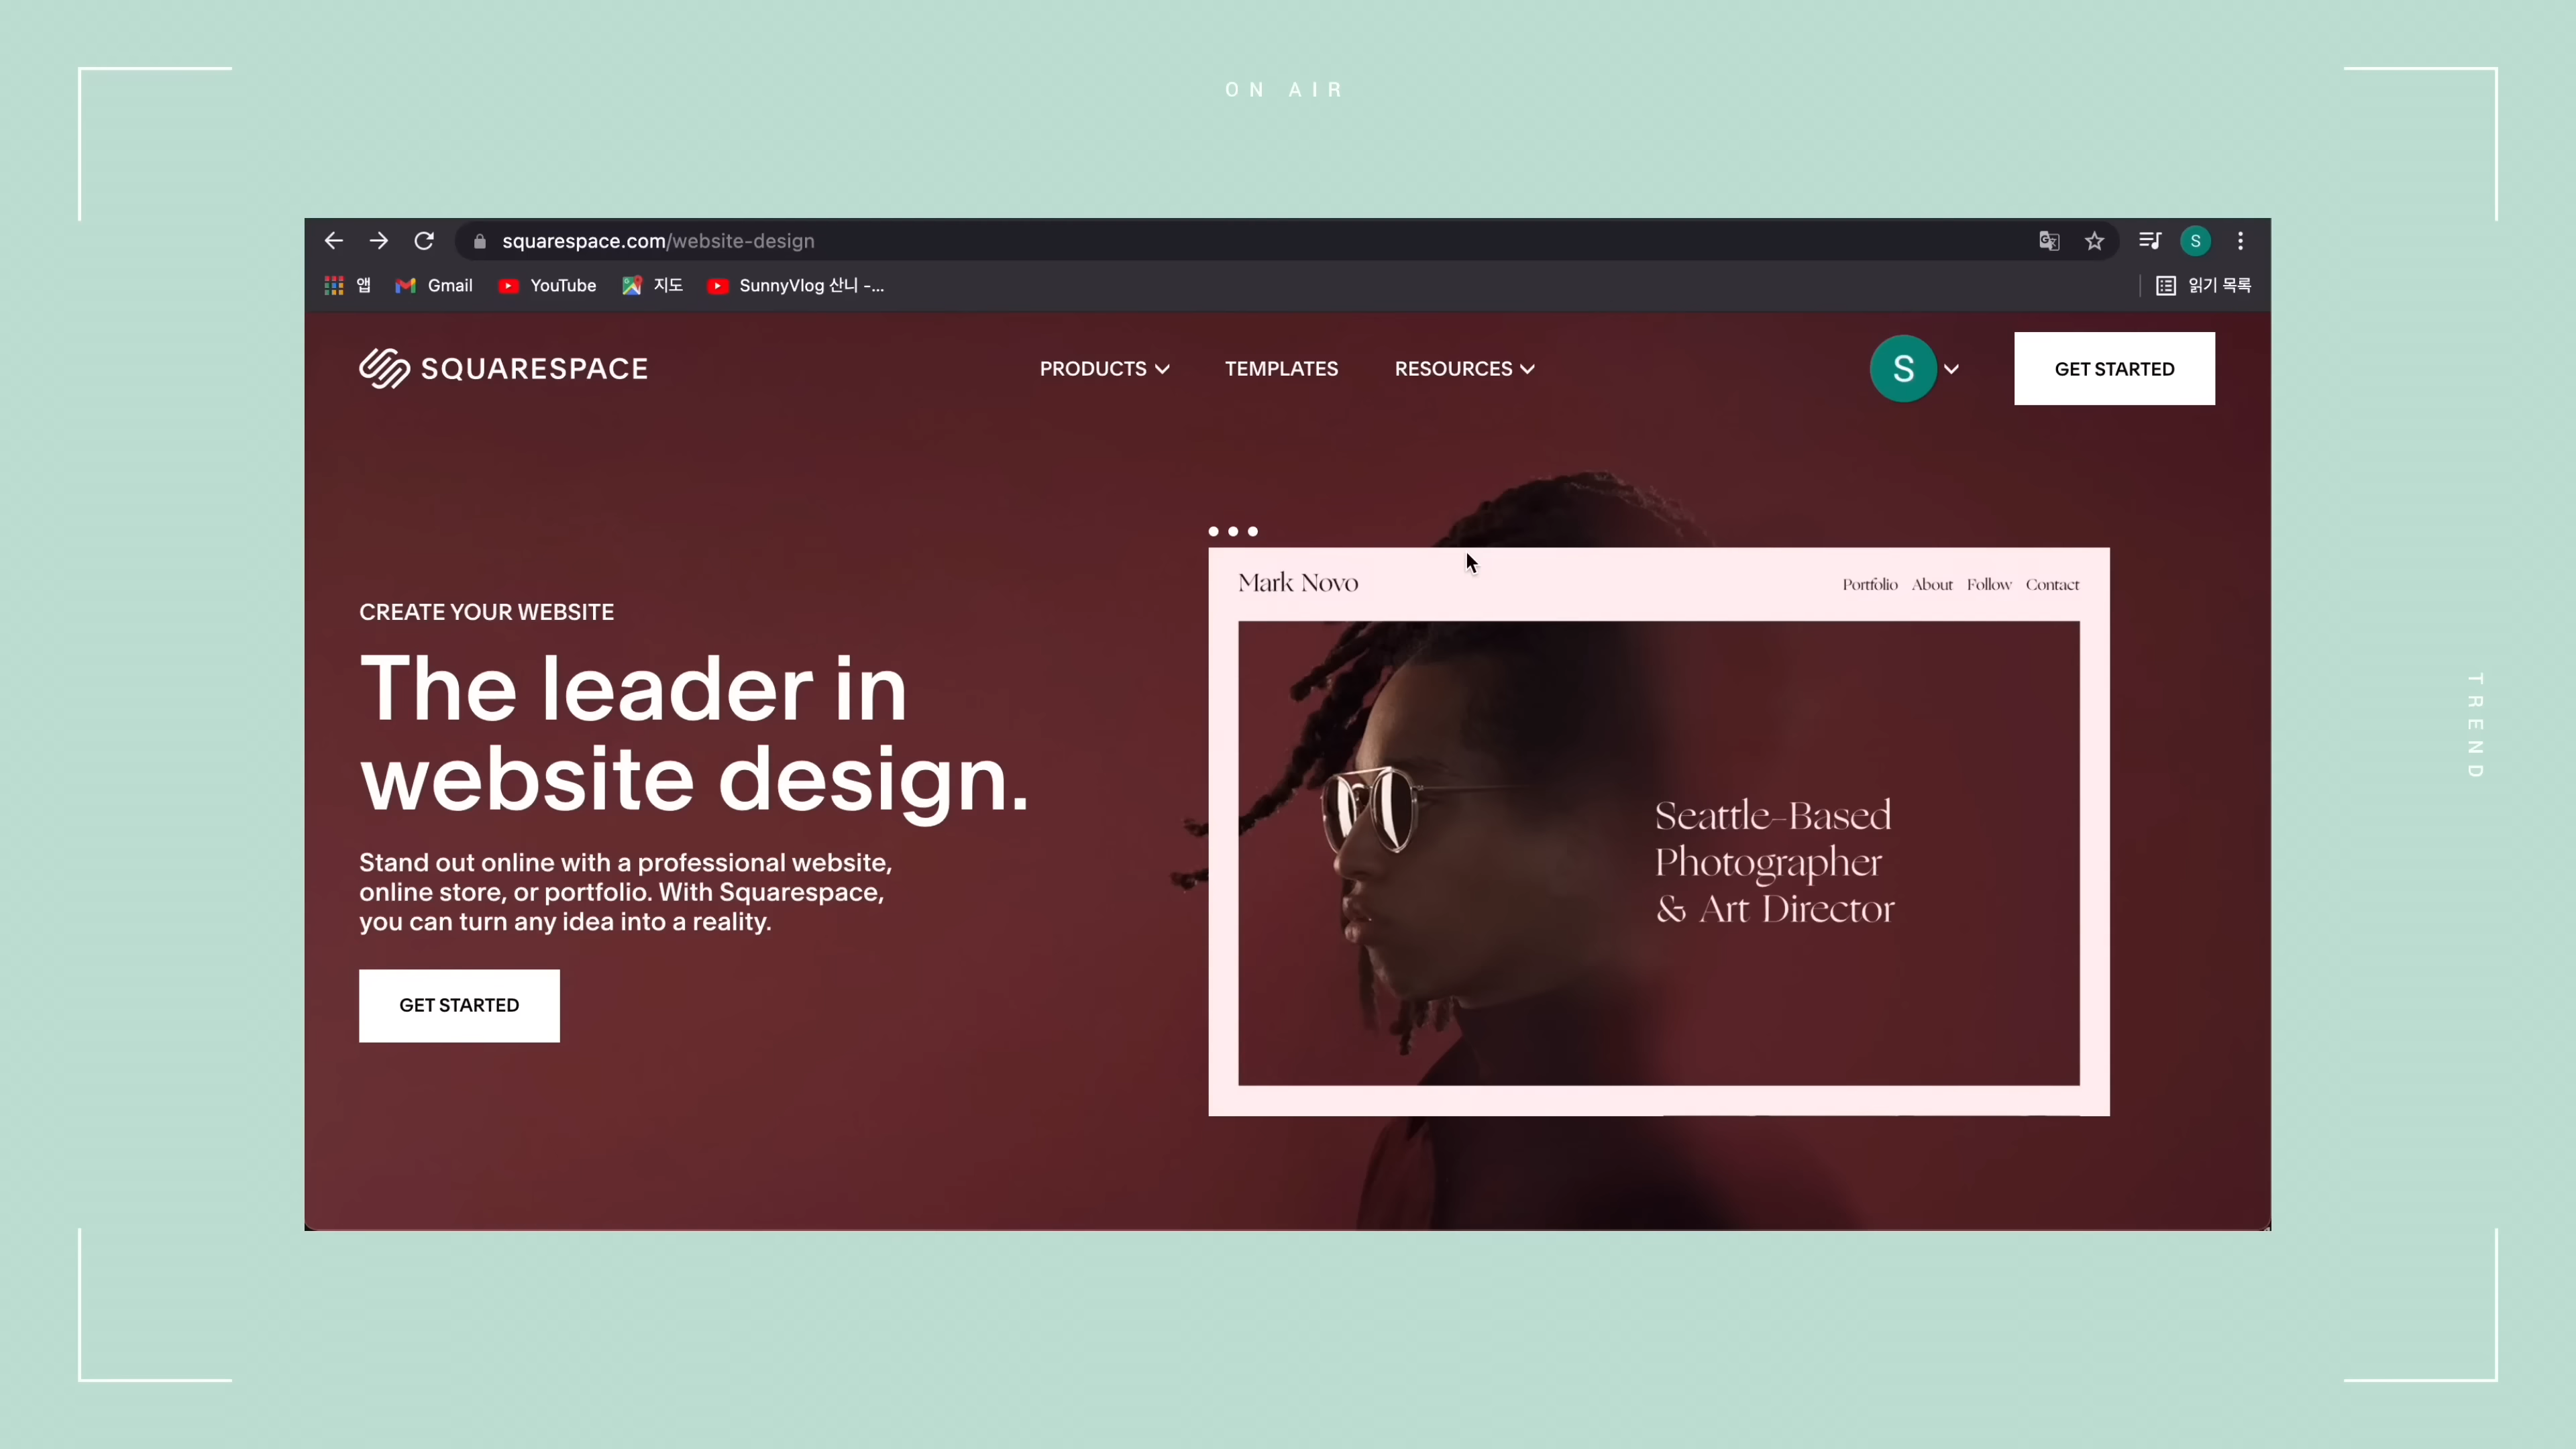 ON AIR
squarespace.com/website-design
S
앱 Gmail YouTube 지도 SunnyVlog 산니 -...
읽기 목록
SQUARESPACE
PRODUCTS TEMPLATES RESOURCES
S
GET STARTED
CREATE YOUR WEBSITE
The leader in
website design.
Stand out online with a professional website,
online store, or portfolio. With Squarespace,
you can turn any idea into a reality.
GET STARTED
Mark Novo
Portfolio About Follow Contact
Seattle-Based
Photographer
& Art Director
TREND